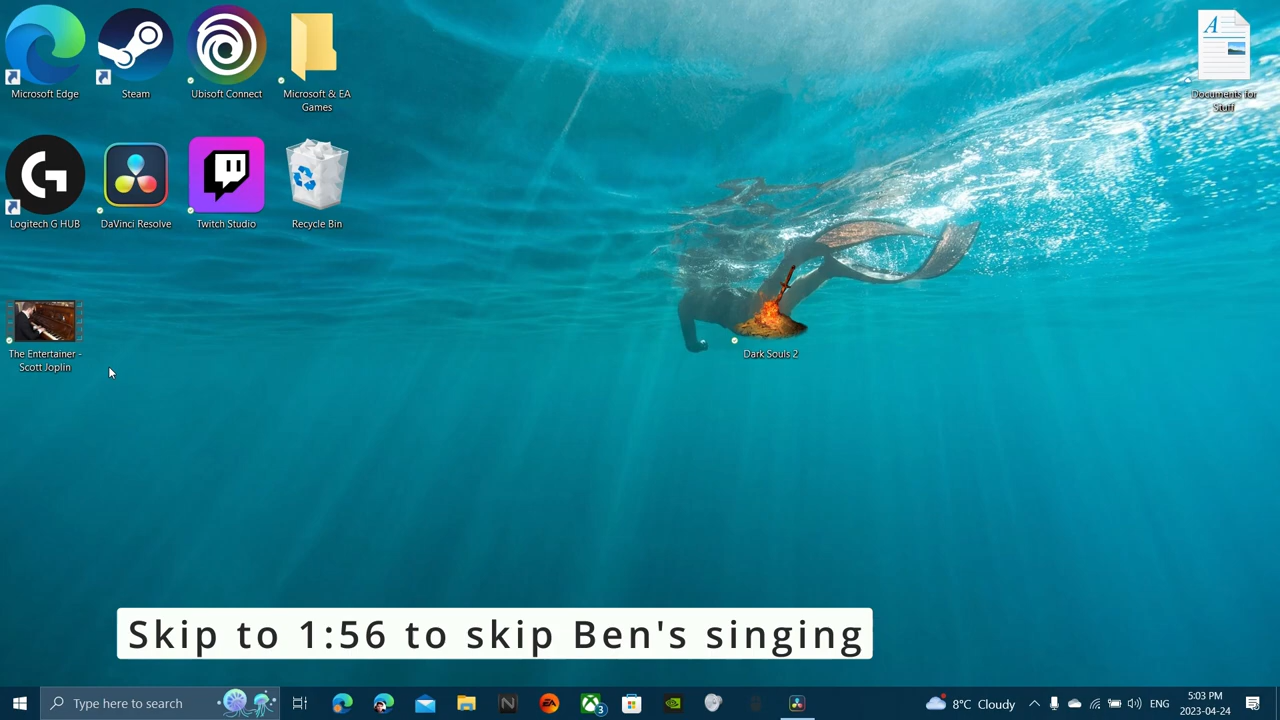 Microsoft Edge
Steam
Ubisoft Connect
Microsoft & EA
Games
Documents for
Stuff
Logitech G HUB
DaVinci Resolve
Twitch Studio
Recycle Bin
The Entertainer -
Scott Joplin
Dark Souls 2
Skip to 1:56 to skip Ben's singing
Type here to search
EA
3
8°C Cloudy
ENG
5:03 PM
2023-04-24